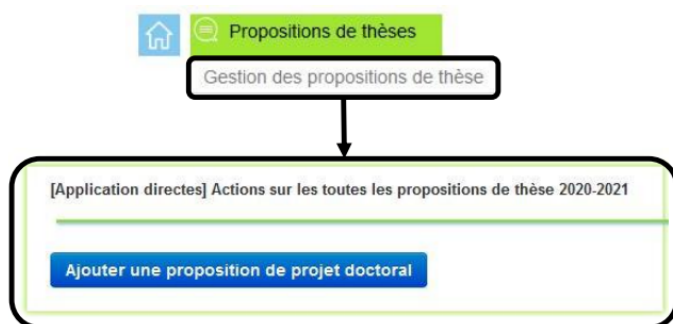 Propositions de thèses
Gestion des propositions de thèse
[Application directes] Actions sur les toutes les propositions de thèse 2020-2021
Ajouter une proposition de projet doctoral